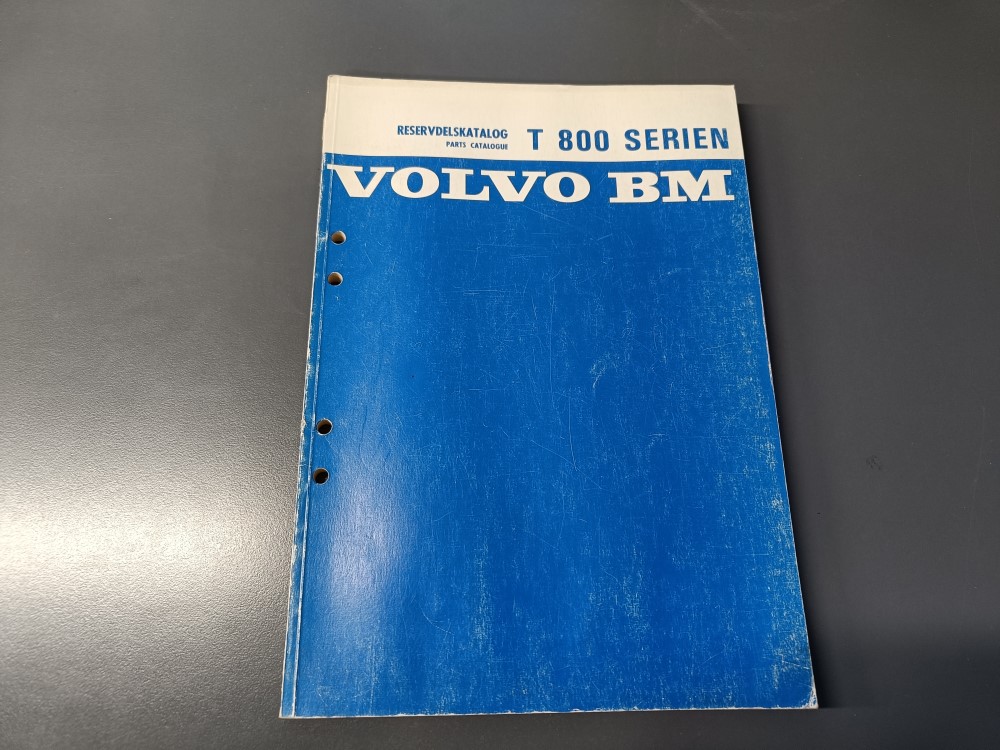 RESERVDELSKATALOG T 800 SERIEN
PARTS CATALOGUE
VOLVO BM